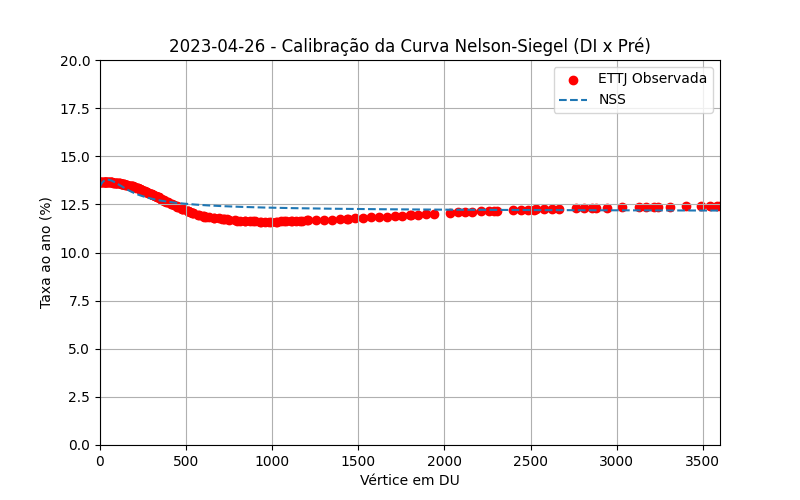 2023-04-26 - Calibração da Curva Nelson-Siegel (DI x Pré)
ETTJ Observada
NSS
20.0
17.5
15.0
12.5
10.0
7.5
5.0
2.5
0.0
Taxa ao ano (%)
0 500 1000 1500 2000 2500 3000 3500
Vértice em DU